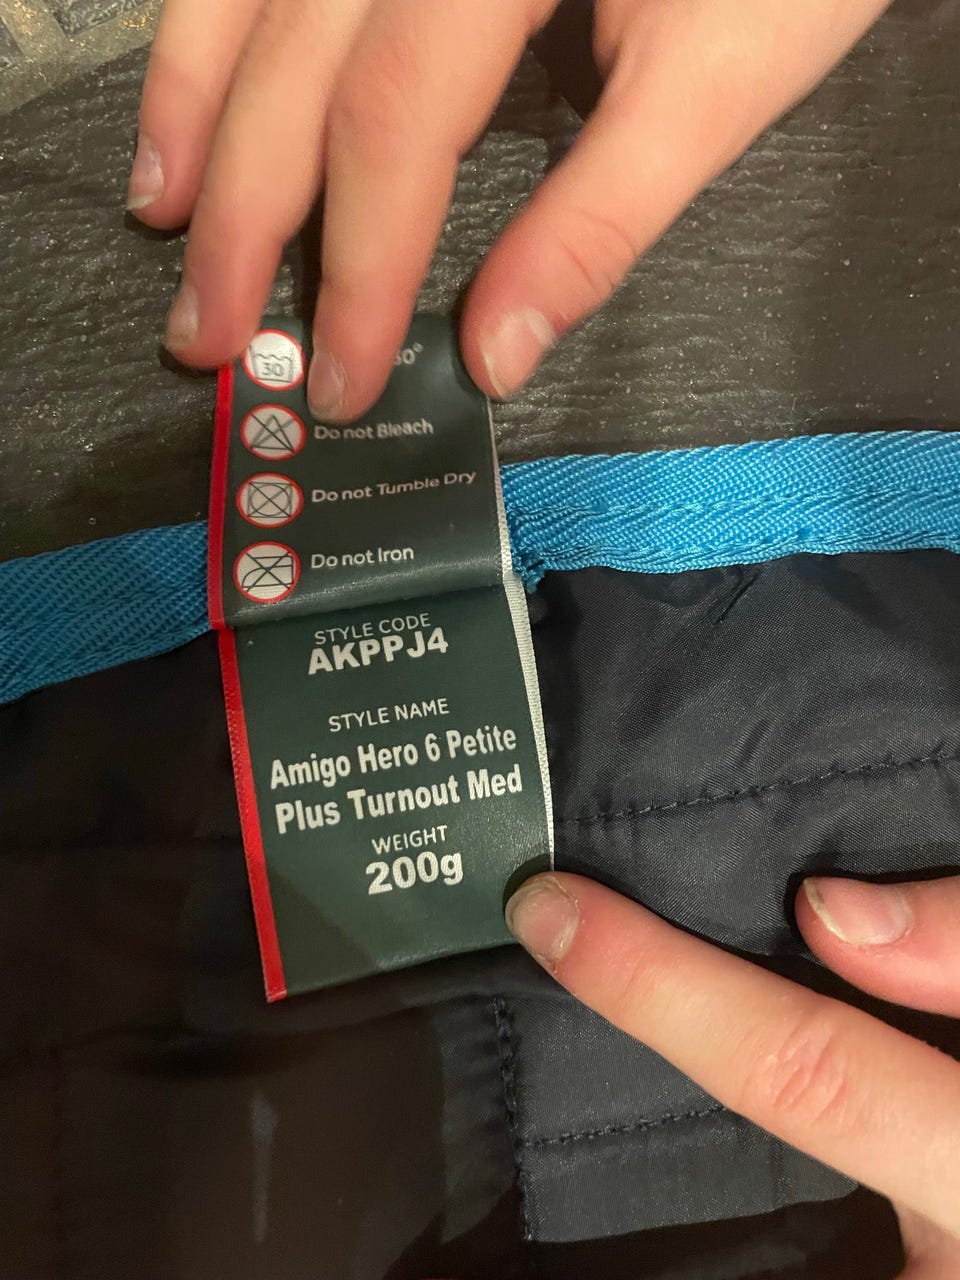 30
30°
Do not Bleach
Do not Tumble Dry
Do not Iron
STYLE CODE
AKPPJ4
STYLE NAME
Amigo Hero 6 Petite
Plus Turnout Med
WEIGHT
200g